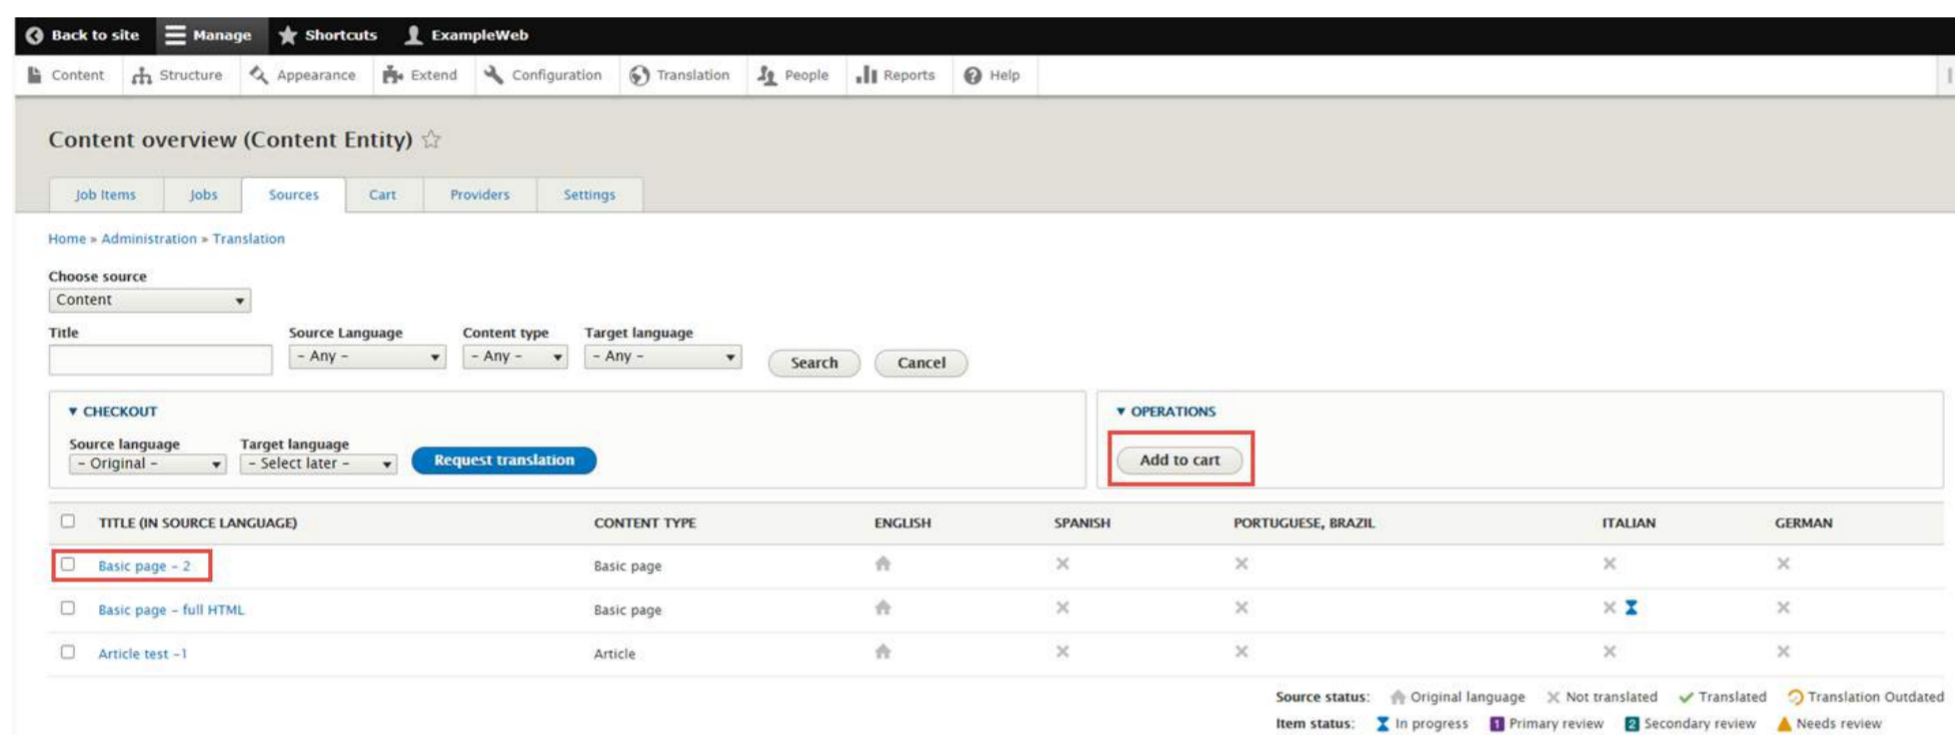 Back to site Manage Shortcuts ExampleWeb
Content Structure Appearance Extend Configuration Translation People Reports Help
Content overview (Content Entity)
Job Items Jobs Sources Cart Providers Settings
Home » Administration » Translation
Choose source
Content
Title Source Language Content type Target language
- Any - - Any - - Any - Search Cancel
CHECKOUT OPERATIONS
Source language Target language
- Original - - Select later - Request translation Add to cart
TITLE (IN SOURCE LANGUAGE) CONTENT TYPE ENGLISH SPANISH PORTUGUESE, BRAZIL ITALIAN GERMAN
Basic page - 2 Basic page
Basic page - full HTML Basic page
Article test -1 Article
Source status: Original language Not translated Translated Translation Outdated
Item status: In progress 1 Primary review 2 Secondary review Needs review